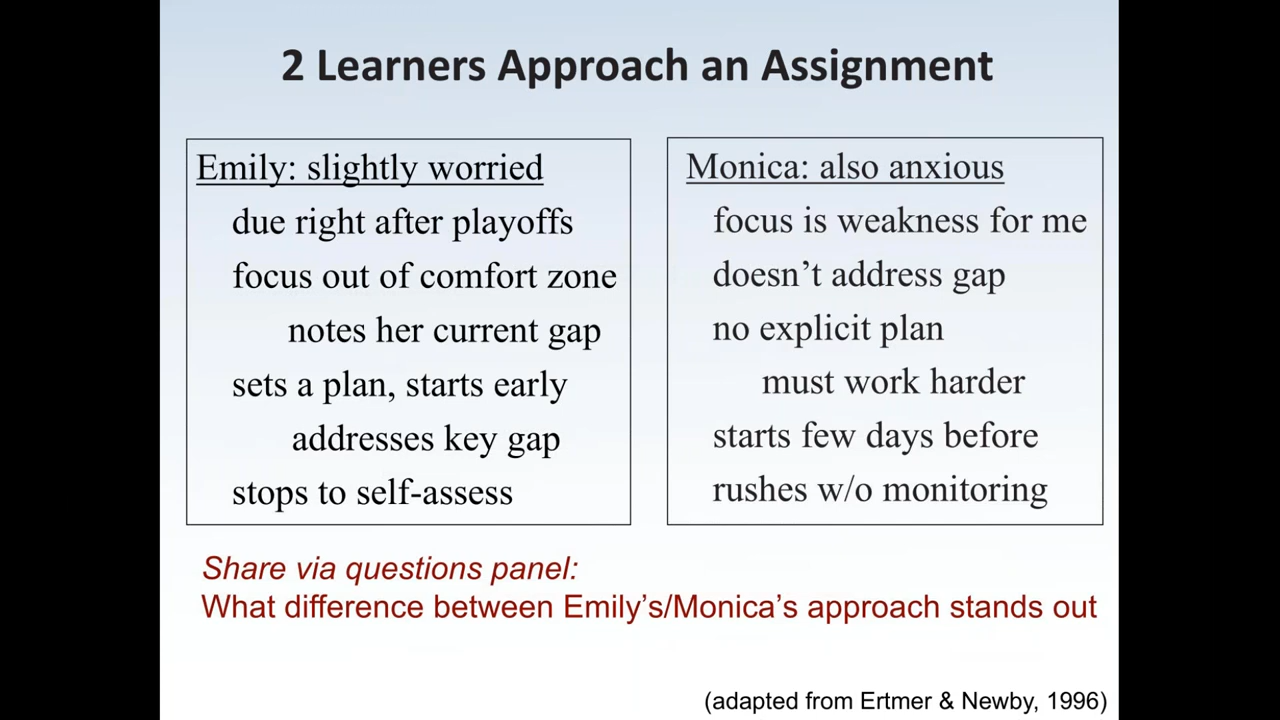 2 Learners Approach an Assignment
Emily: slightly worried
due right after playoffs
focus out of comfort zone
notes her current gap
sets a plan, starts early
addresses key gap
stops to self-assess
Monica: also anxious
focus is weakness for me
doesn’t address gap
no explicit plan
must work harder
starts few days before
rushes w/o monitoring
Share via questions panel:
What difference between Emily’s/Monica’s approach stands out
(adapted from Ertmer & Newby, 1996)